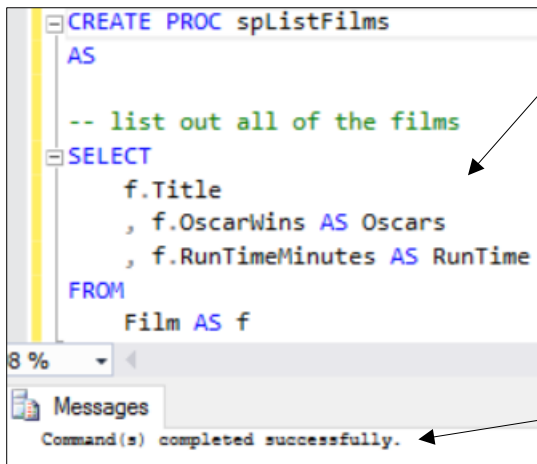 CREATE PROC spListFilms
AS
-- list out all of the films
SELECT
f.Title
, f.OscarWins AS Oscars
, f.RunTimeMinutes AS RunTime
FROM
Film AS f
8 %
Messages
Command(s) completed successfully.